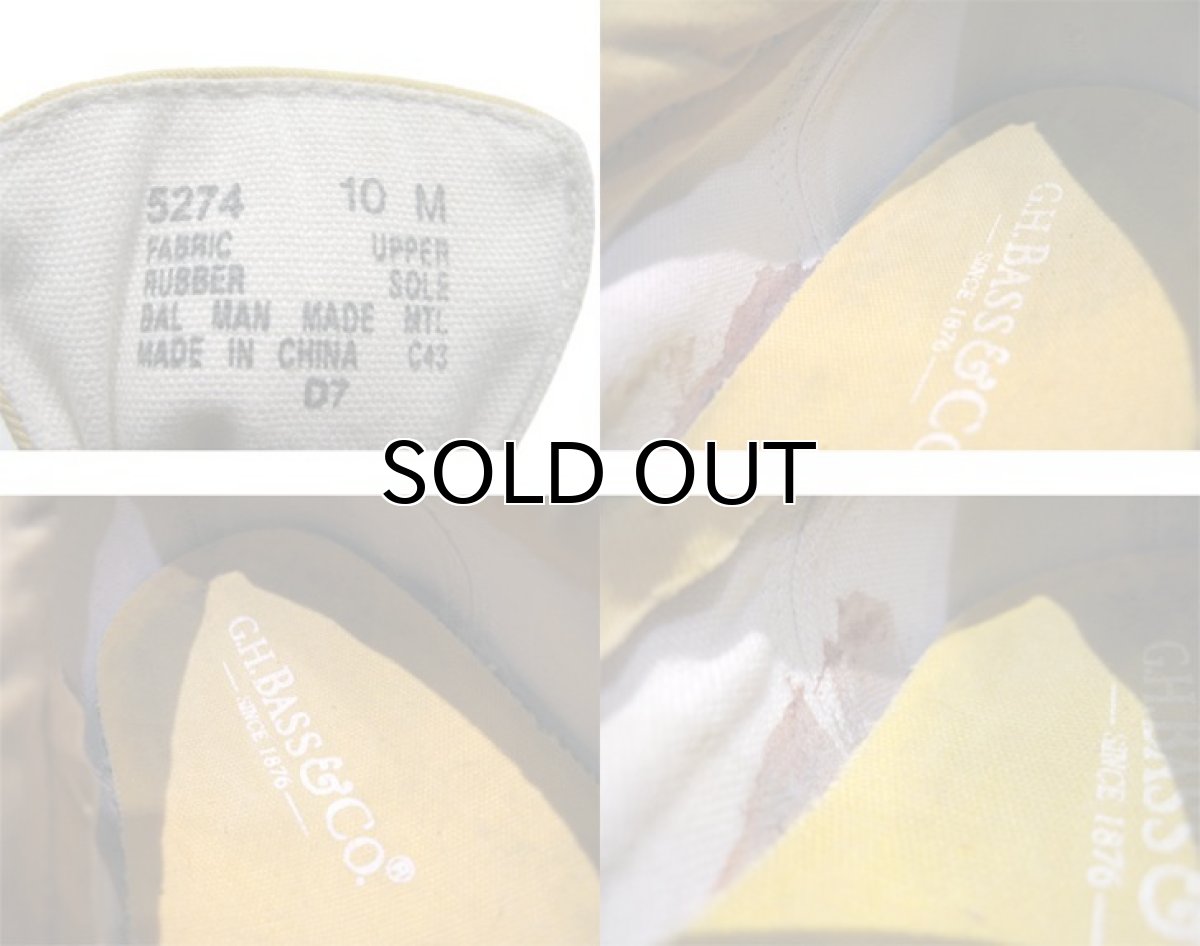 5274 10 M
FABRIC UPPER
RUBBER SOLE
BAL MAN MADE MTL
MADE IN CHINA C43
D7
G.H.BASS&CO
SINCE 1876
SOLD OUT
G.H.BASS&CO.®
SINCE 1876
G.H.BASS&
SINCE 1876